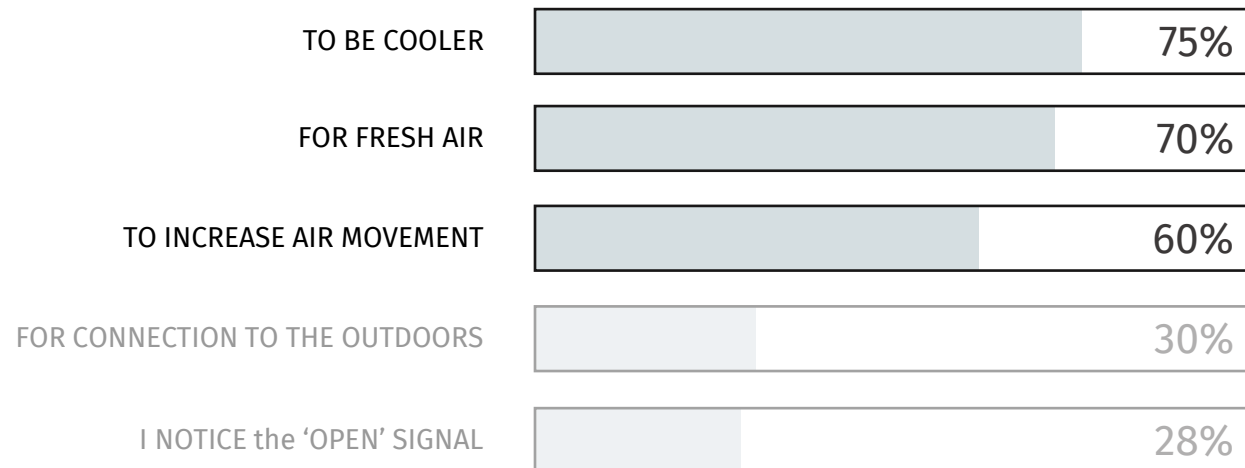 TO BE COOLER 75%
FOR FRESH AIR 70%
TO INCREASE AIR MOVEMENT 60%
FOR CONNECTION TO THE OUTDOORS 30%
I NOTICE the ‘OPEN’ SIGNAL 28%